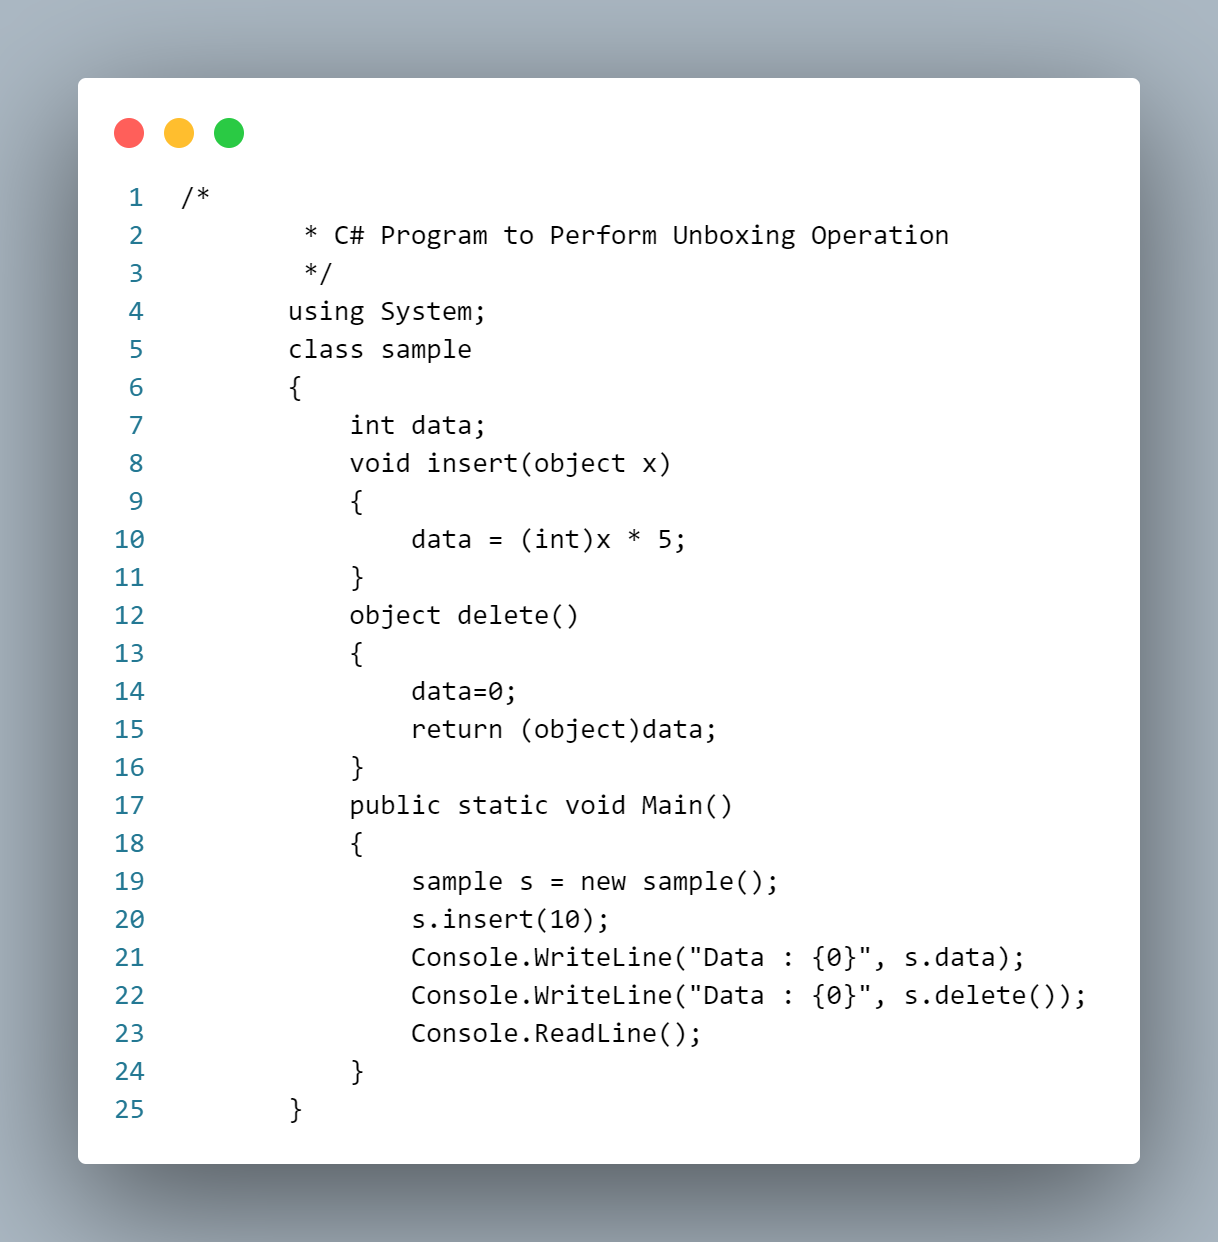 1 /*
2         * C# Program to Perform Unboxing Operation
3         */
4        using System;
5        class sample
6        {
7            int data;
8            void insert(object x)
9            {
10                data = (int)x * 5;
11            }
12            object delete()
13            {
14                data=0;
15                return (object)data;
16            }
17            public static void Main()
18            {
19                sample s = new sample();
20                s.insert(10);
21                Console.WriteLine("Data : {0}", s.data);
22                Console.WriteLine("Data : {0}", s.delete());
23                Console.ReadLine();
24            }
25        }